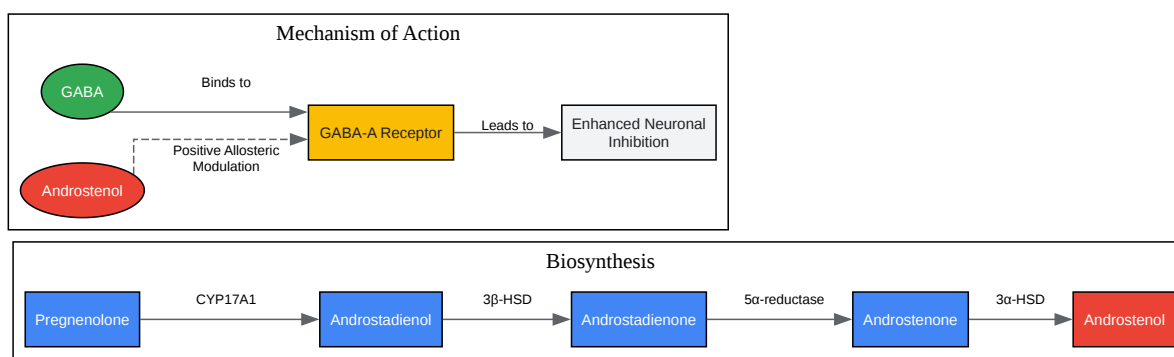 Mechanism of Action
GABA
Binds to
GABA-A Receptor
Leads to
Enhanced Neuronal
Inhibition
Positive Allosteric
Modulation
Androstenol
Biosynthesis
Pregnenolone
CYP17A1
Androstadienol
3β-HSD
Androstadienone
5α-reductase
Androstenone
3α-HSD
Androstenol